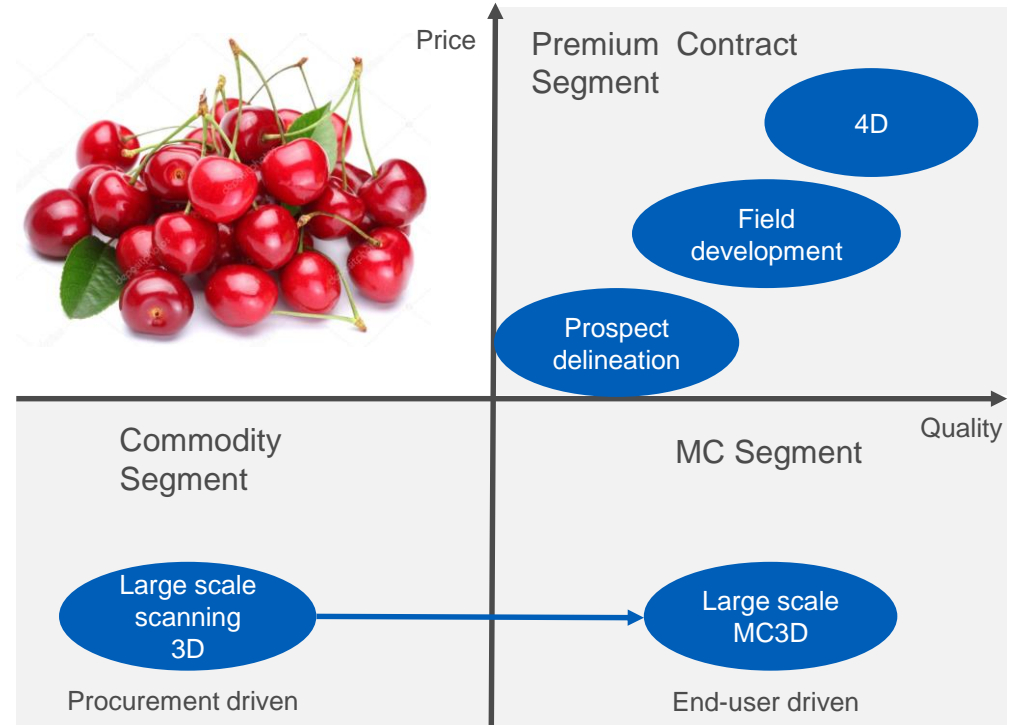 Price
Premium Contract
Segment
4D
Field
development
Prospect
delineation
Quality
Commodity
Segment
MC Segment
Large scale
scanning
3D
Large scale
MC3D
Procurement driven
End-user driven